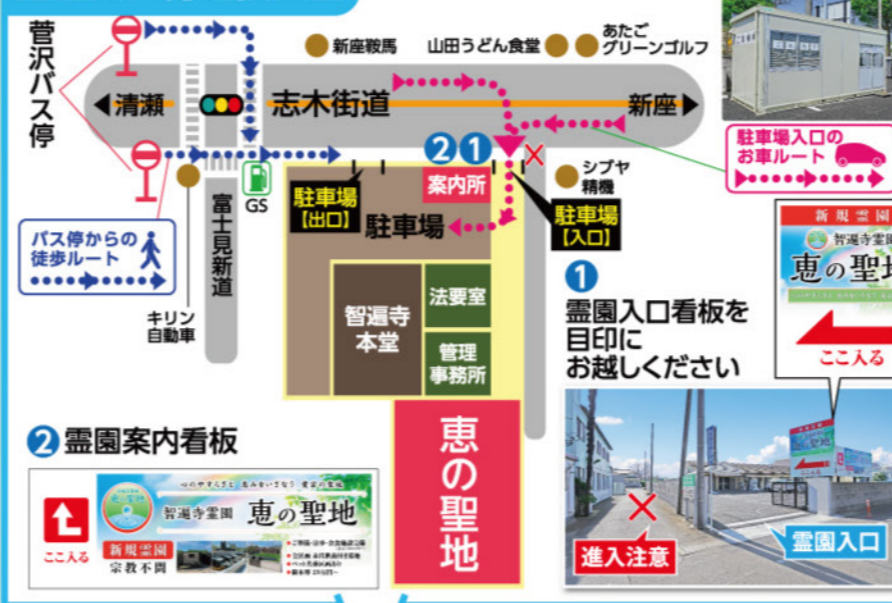 菅沢バス停
新座鞍馬
山田うどん食堂
あたご
グリーンゴルフ
清瀬
志木街道
新座
駐車場入口の
お車ルート
2 1
案内所
駐車場
【出口】
駐車場
駐車場
【入口】
シブヤ
精機
GS
富士見新道
バス停からの
徒歩ルート
キリン
自動車
智遍寺
本堂
法要室
管理
事務所
恵の聖地
1
霊園入口看板を
目印に
お越しください
新規霊園
智遍寺霊園
恵の聖地
ここ入る
2 霊園案内看板
ここ入る
智遍寺霊園 恵の聖地
新規霊園
宗教不問
進入注意
霊園入口